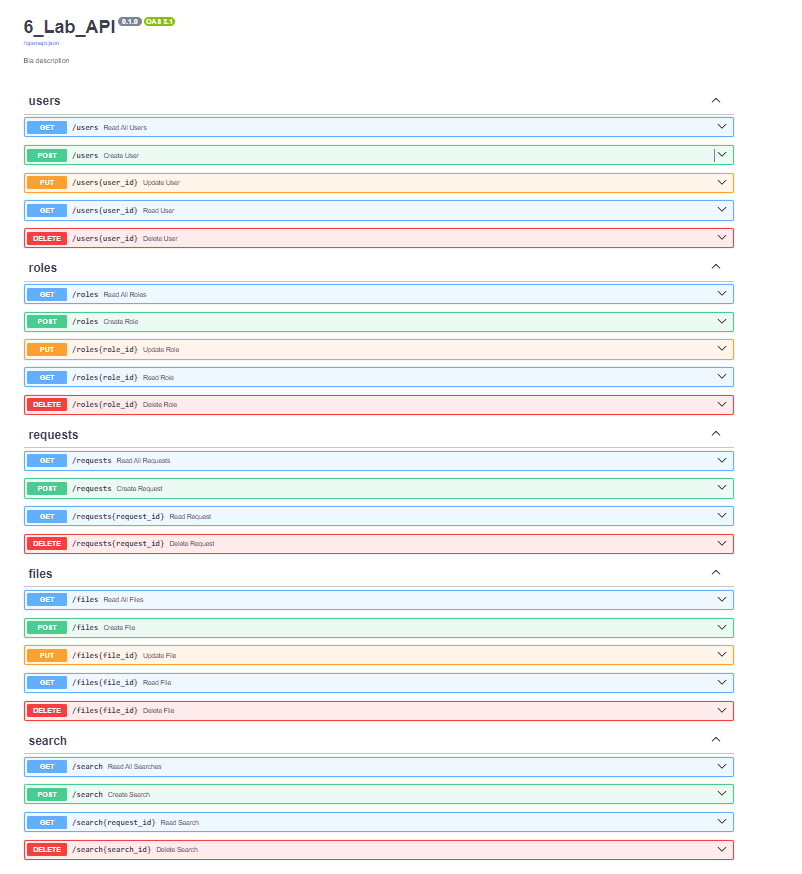 6_Lab_API 0.1.0 OAS 3.1
/openapi.json
Bla description
users
GET /users Read All Users
POST /users Create User
PUT /users{user_id} Update User
GET /users{user_id} Read User
DELETE /users{user_id} Delete User
roles
GET /roles Read All Roles
POST /roles Create Role
PUT /roles{role_id} Update Role
GET /roles{role_id} Read Role
DELETE /roles{role_id} Delete Role
requests
GET /requests Read All Requests
POST /requests Create Request
GET /requests{request_id} Read Request
DELETE /requests{request_id} Delete Request
files
GET /files Read All Files
POST /files Create File
PUT /files{file_id} Update File
GET /files{file_id} Read File
DELETE /files{file_id} Delete File
search
GET /search Read All Searches
POST /search Create Search
GET /search{request_id} Read Search
DELETE /search{search_id} Delete Search